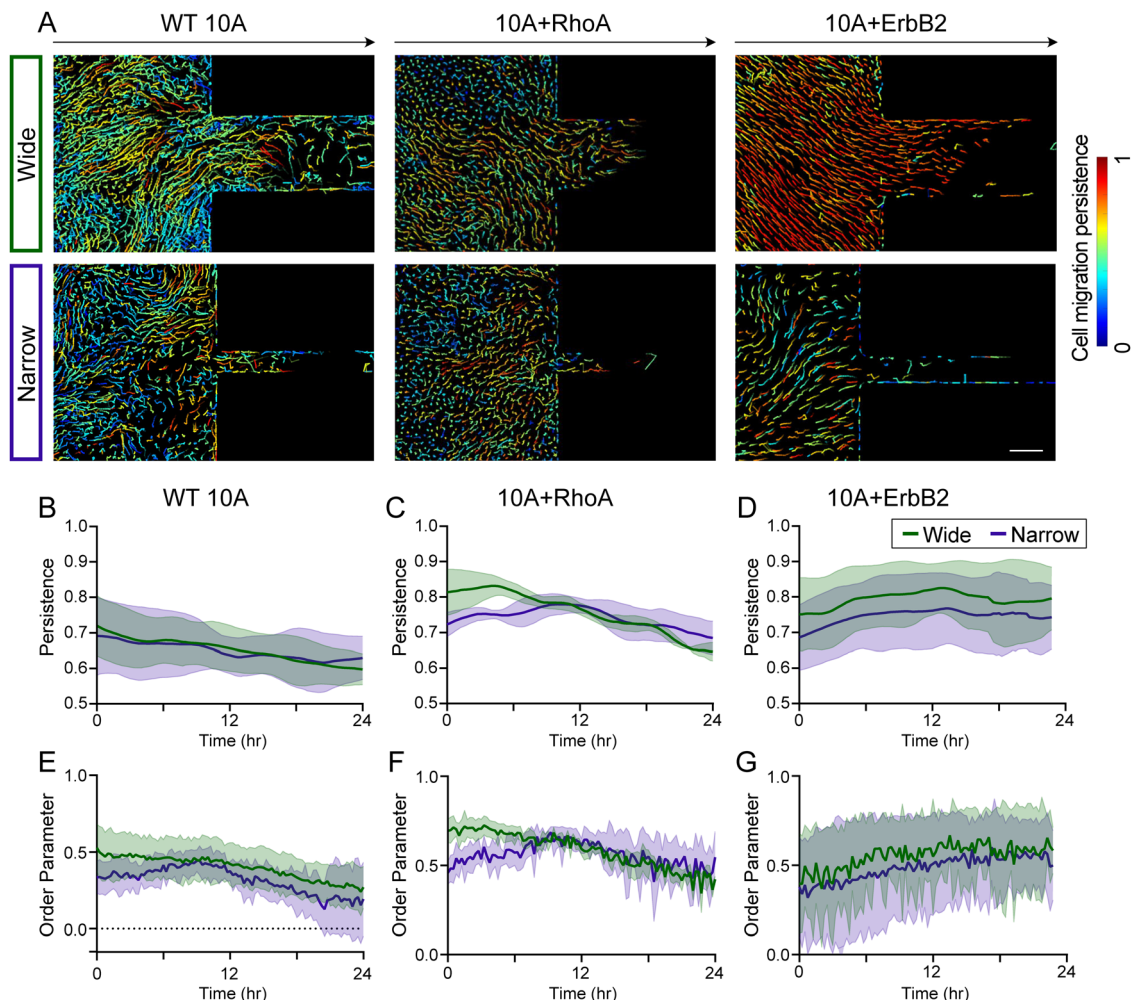 A
WT 10A
10A+RhoA
10A+ErbB2
Wide
Narrow
Cell migration persistence
1
0
WT 10A
10A+RhoA
10A+ErbB2
B
C
D
Wide
Narrow
Persistence
1.0
0.9
0.8
0.7
0.6
0.5
0
12
24
Time (hr)
Persistence
1.0
0.9
0.8
0.7
0.6
0.5
0
12
24
Time (hr)
Persistence
1.0
0.9
0.8
0.7
0.6
0.5
0
12
24
Time (hr)
E
F
G
Order Parameter
1.0
0.5
0.0
0
12
24
Time (hr)
Order Parameter
1.0
0.5
0.0
0
12
24
Time (hr)
Order Parameter
1.0
0.5
0.0
0
12
24
Time (hr)